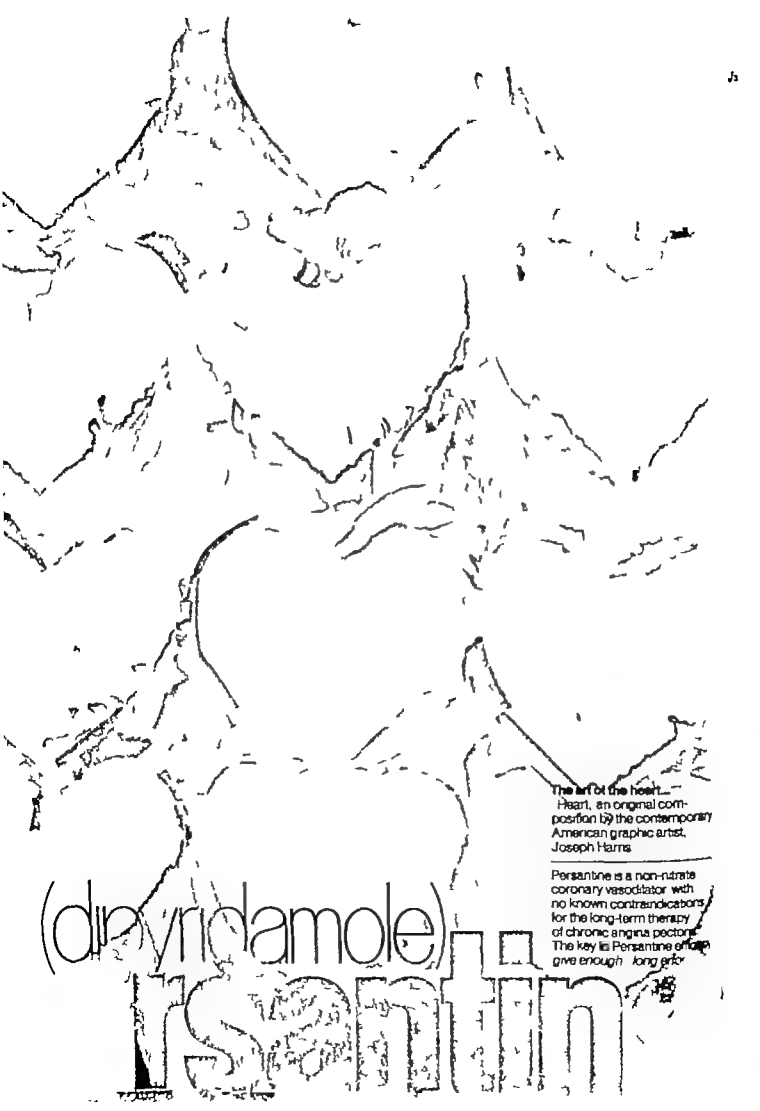 The art of the heart...
Heart, an original com-
position by the contemporary
American graphic artist,
Joseph Harris
Persantine is a non-nitrate
coronary vasodilator with
no known contraindications
for the long-term therapy
of chronic angina pectoris
The key is Persantine
give enough long
(dipyridamole)
rsantin